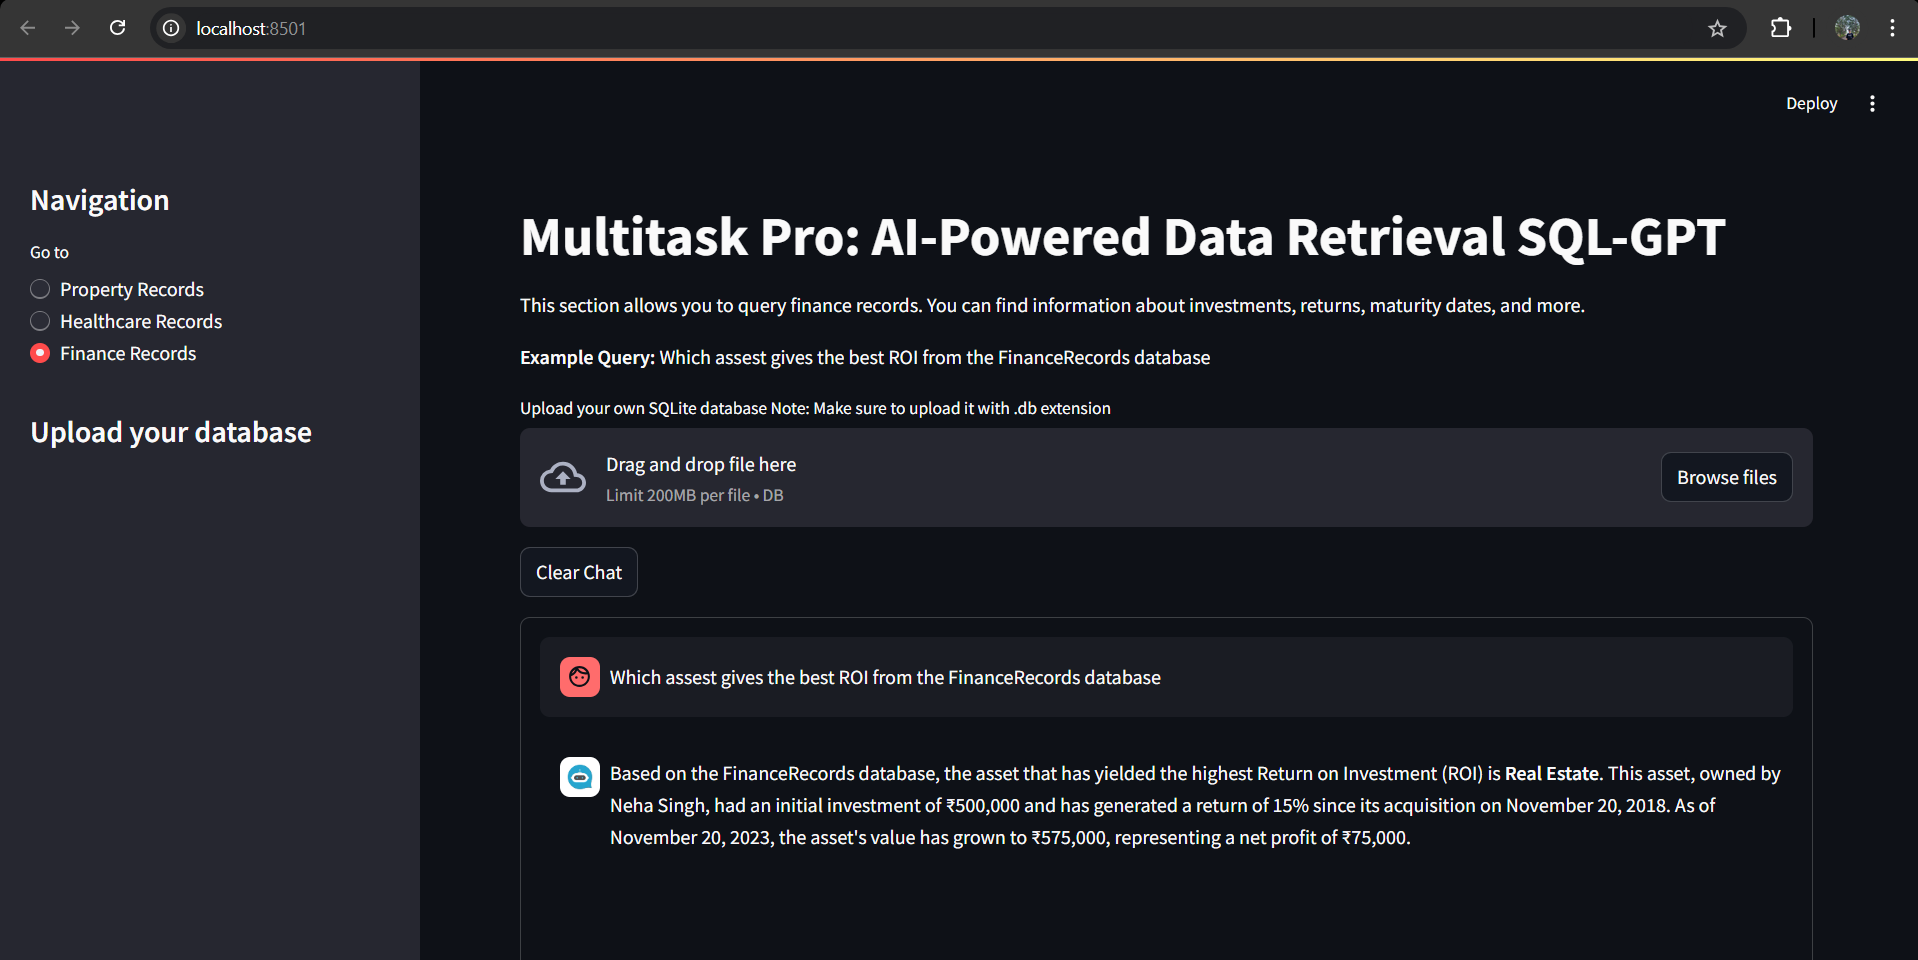 localhost:8501
Deploy
Navigation
Go to
Property Records
Healthcare Records
Finance Records
Upload your database
Multitask Pro: AI-Powered Data Retrieval SQL-GPT
This section allows you to query finance records. You can find information about investments, returns, maturity dates, and more.
Example Query: Which assest gives the best ROI from the FinanceRecords database
Upload your own SQLite database Note: Make sure to upload it with .db extension
Drag and drop file here
Limit 200MB per file • DB
Browse files
Clear Chat
Which assest gives the best ROI from the FinanceRecords database
Based on the FinanceRecords database, the asset that has yielded the highest Return on Investment (ROI) is Real Estate. This asset, owned by
Neha Singh, had an initial investment of ₹500,000 and has generated a return of 15% since its acquisition on November 20, 2018. As of
November 20, 2023, the asset's value has grown to ₹575,000, representing a net profit of ₹75,000.